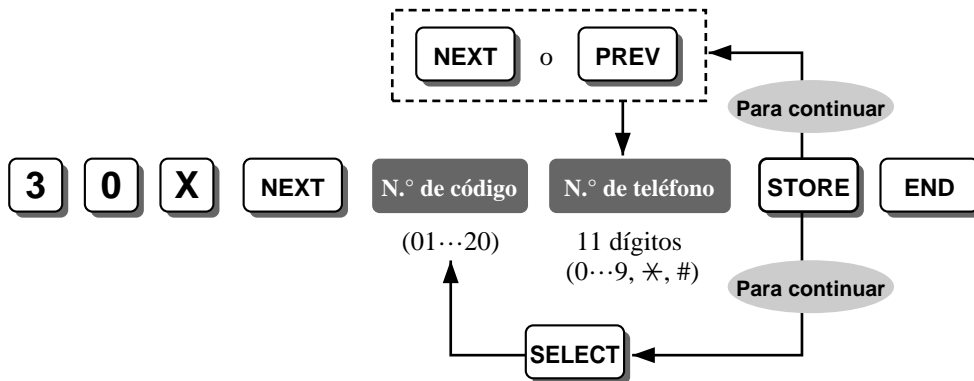 NEXT o PREV
Para continuar
3 0 X NEXT N.° de código N.° de teléfono STORE END
(01···20) 11 dígitos
(0···9, ✳, #)
Para continuar
SELECT